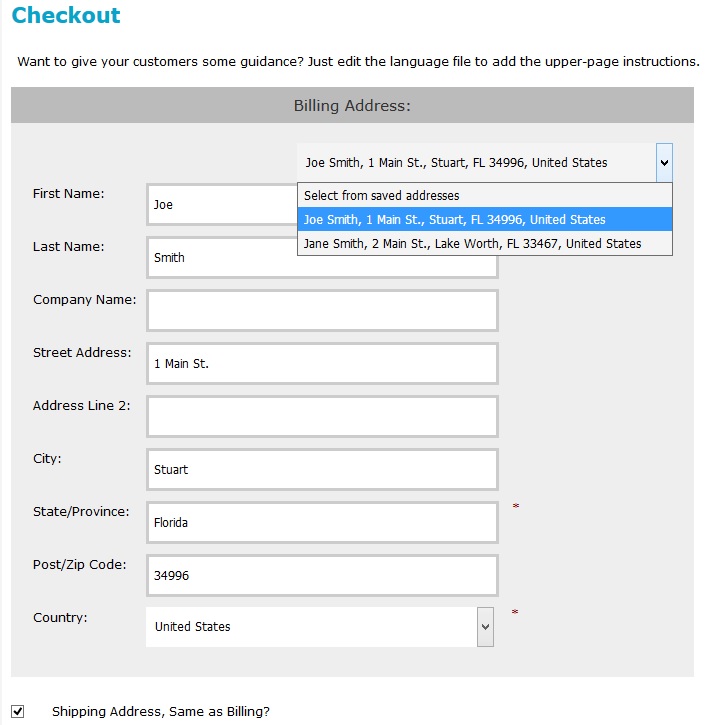 Checkout
Want to give your customers some guidance? Just edit the language file to add the upper-page instructions.
Billing Address:
Joe Smith, 1 Main St., Stuart, FL 34996, United States
Select from saved addresses
Joe Smith, 1 Main St., Stuart, FL 34996, United States
Jane Smith, 2 Main St., Lake Worth, FL 33467, United States
First Name: Joe
Last Name: Smith
Company Name:
Street Address: 1 Main St.
Address Line 2:
City: Stuart
State/Province: Florida *
Post/Zip Code: 34996
Country: United States *
Shipping Address, Same as Billing?